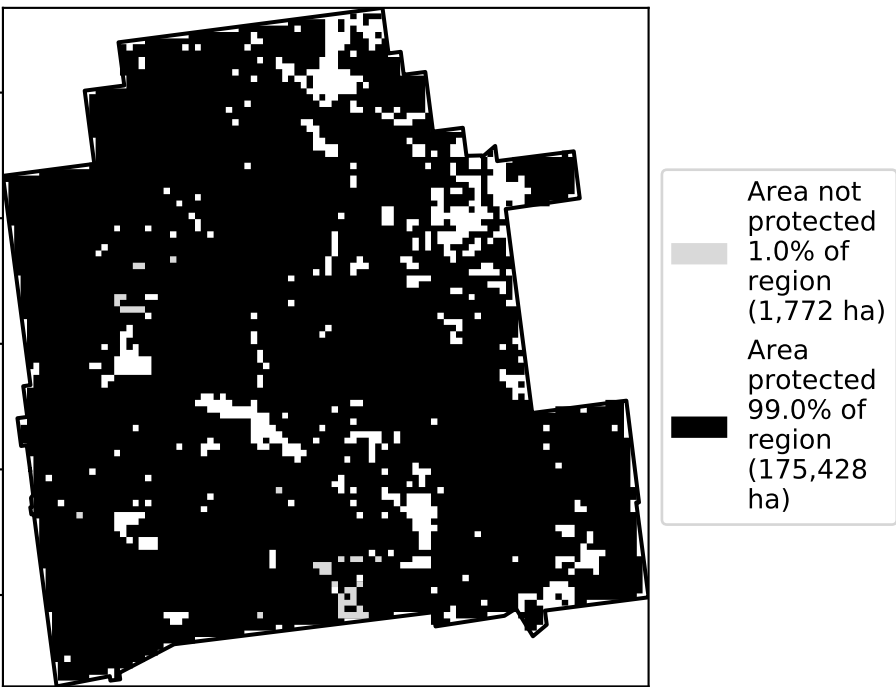 Area not
protected
1.0% of
region
(1,772 ha)
Area
protected
99.0% of
region
(175,428
ha)